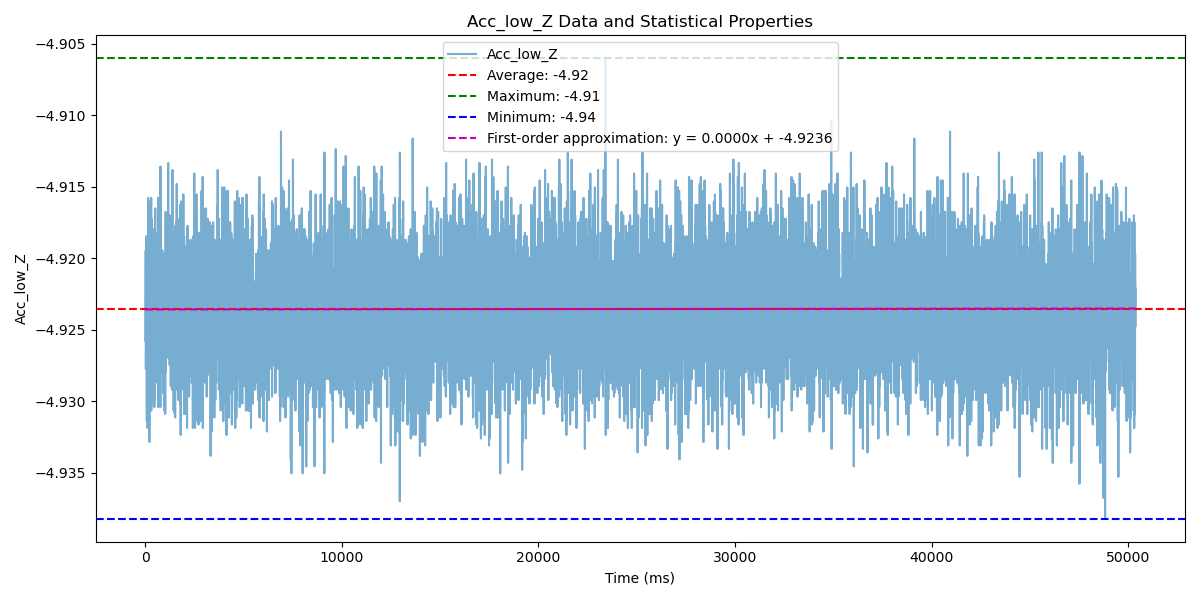 Acc_low_Z Data and Statistical Properties
Acc_low_Z
Average: -4.92
Maximum: -4.91
Minimum: -4.94
First-order approximation: y = 0.0000x + -4.9236
−4.905
−4.910
−4.915
−4.920
−4.925
−4.930
−4.935
Acc_low_Z
0
10000
20000
30000
40000
50000
Time (ms)